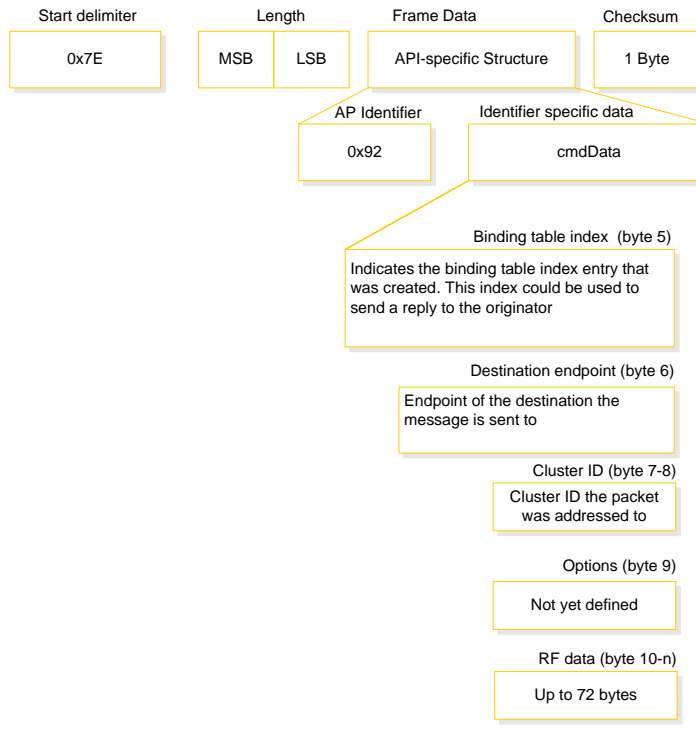 Start delimiter
Length
Frame Data
Checksum
0x7E
MSB
LSB
API-specific Structure
1 Byte
AP Identifier
Identifier specific data
0x92
cmdData
Binding table index (byte 5)
Indicates the binding table index entry that
was created. This index could be used to
send a reply to the originator
Destination endpoint (byte 6)
Endpoint of the destination the
message is sent to
Cluster ID (byte 7-8)
Cluster ID the packet
was addressed to
Options (byte 9)
Not yet defined
RF data (byte 10-n)
Up to 72 bytes